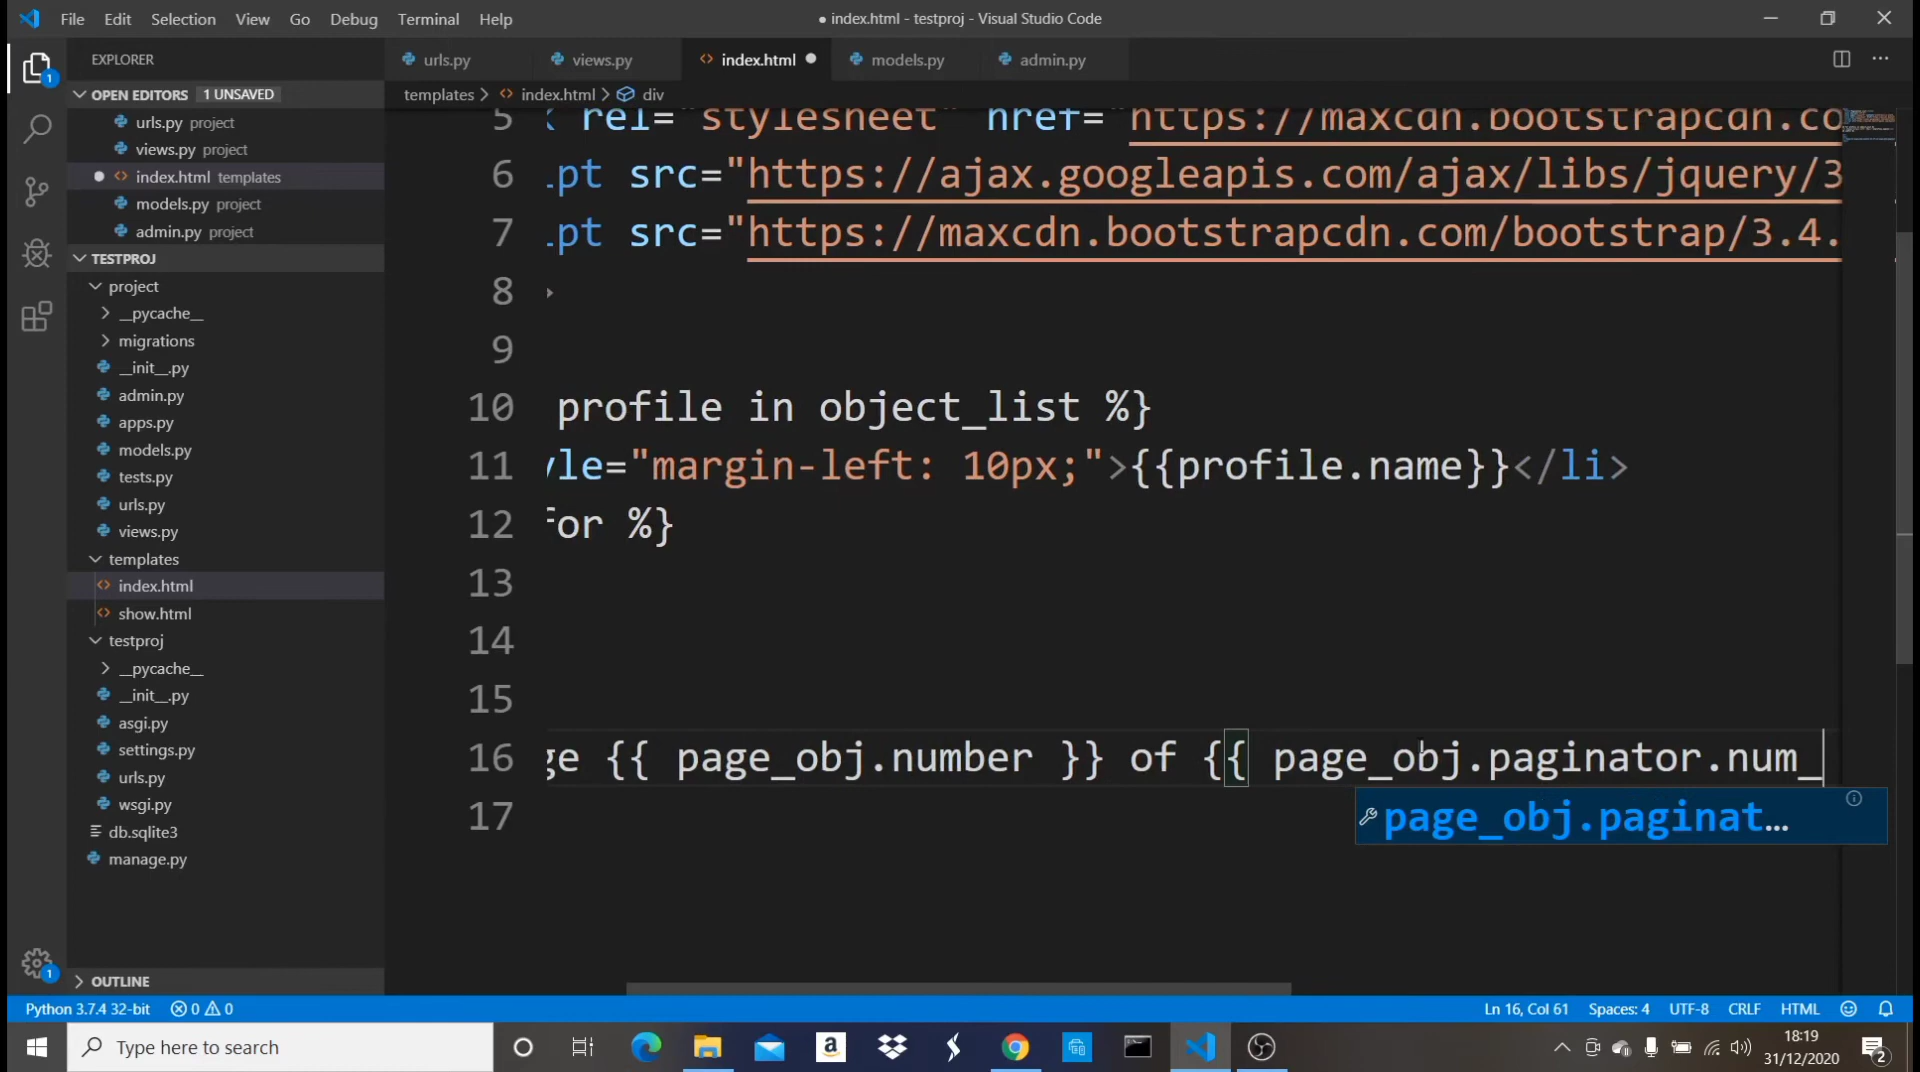 File Edit Selection View Go Debug Terminal Help
● index.html - testproj - Visual Studio Code
EXPLORER
urls.py views.py index.html models.py admin.py
OPEN EDITORS 1 UNSAVED
urls.py project
views.py project
index.html templates
models.py project
admin.py project
TESTPROJ
project
__pycache__
migrations
__init__.py
admin.py
apps.py
models.py
tests.py
urls.py
views.py
templates
index.html
show.html
testproj
__pycache__
__init__.py
asgi.py
settings.py
urls.py
wsgi.py
db.sqlite3
manage.py
OUTLINE
templates > index.html > div
5 k rel="stylesheet" href="https://maxcdn.bootstrapcdn.co
6 ipt src="https://ajax.googleapis.com/ajax/libs/jquery/3
7 ipt src="https://maxcdn.bootstrapcdn.com/bootstrap/3.4.
8 >
9
10 profile in object_list %}
11 yle="margin-left: 10px;">{{profile.name}}</li>
12 for %}
13
14
15
16 ge {{ page_obj.number }} of {{ page_obj.paginator.num_
17
page_obj.paginat...
1
1
Python 3.7.4 32-bit 0 0
Ln 16, Col 61 Spaces: 4 UTF-8 CRLF HTML
Type here to search
a
18:19
31/12/2020
2